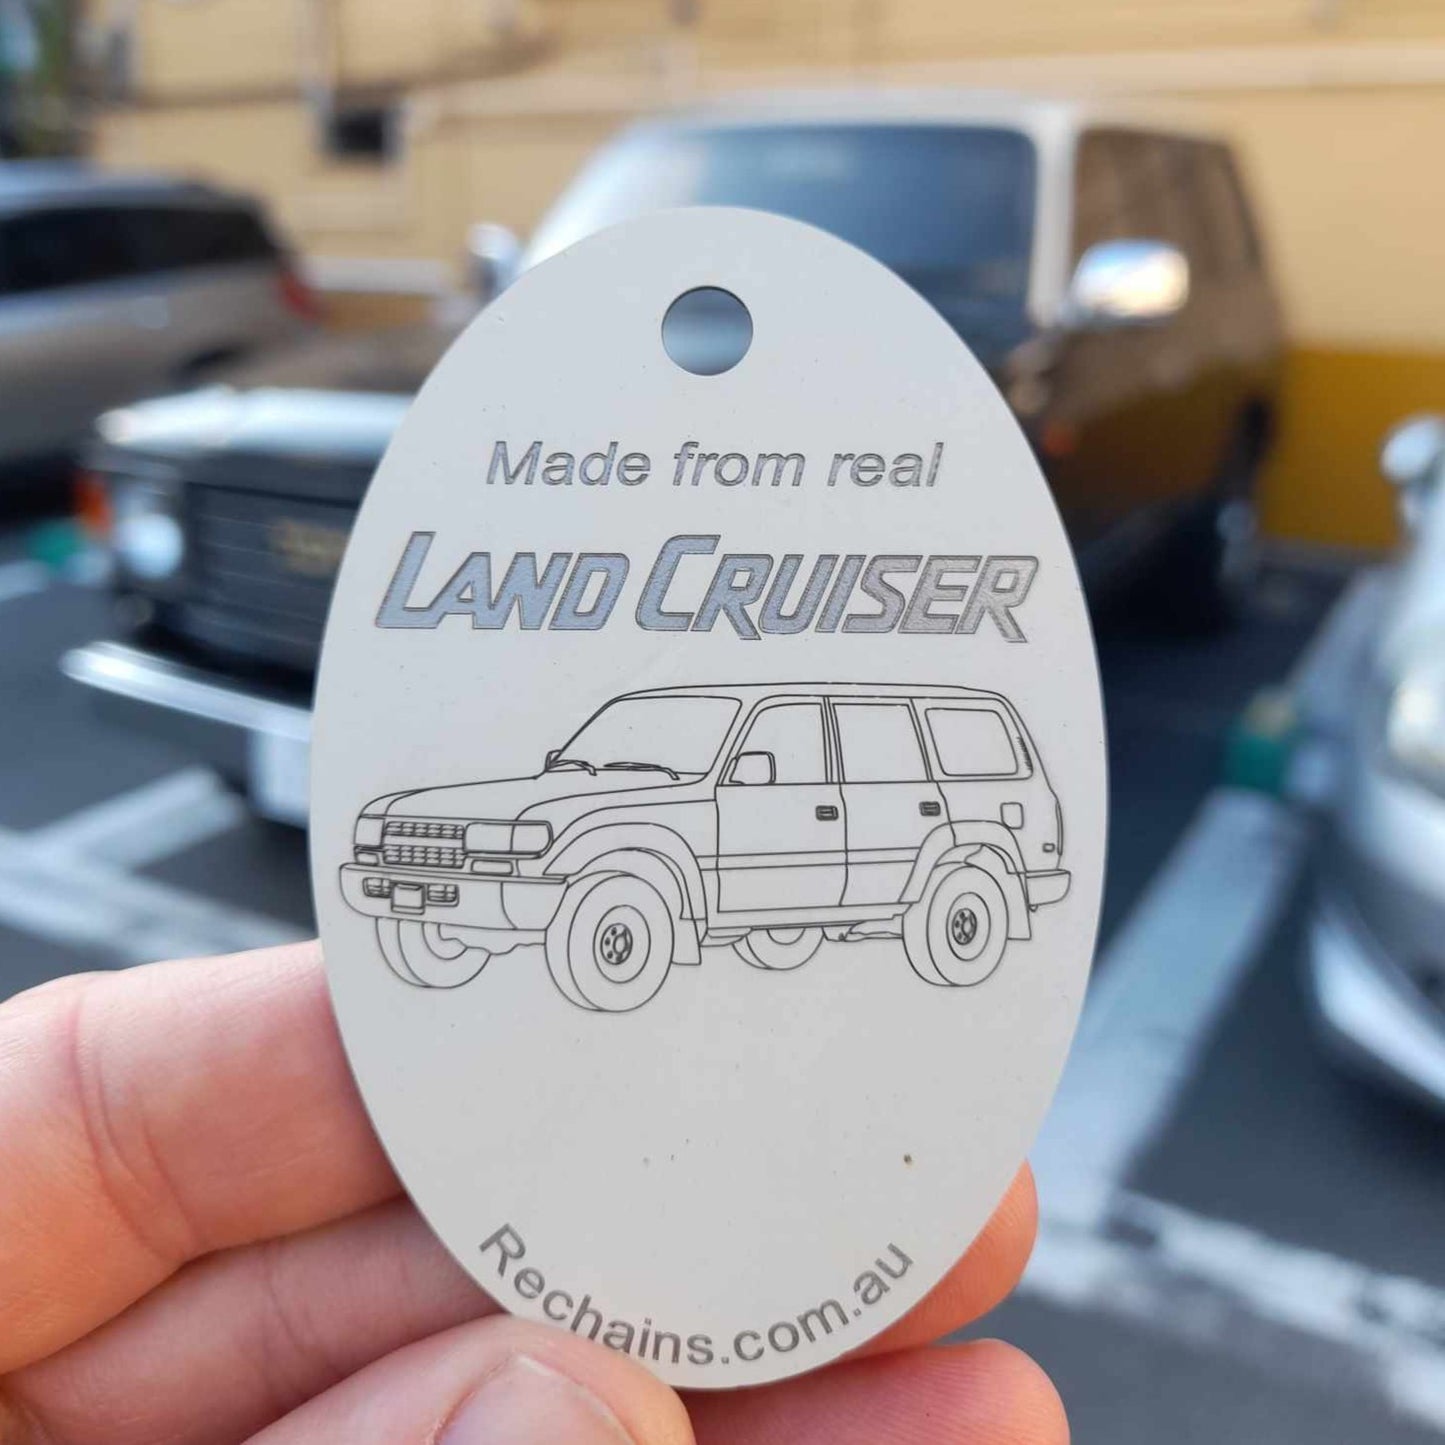 Made from real
LAND CRUISER
Rechains.com.au